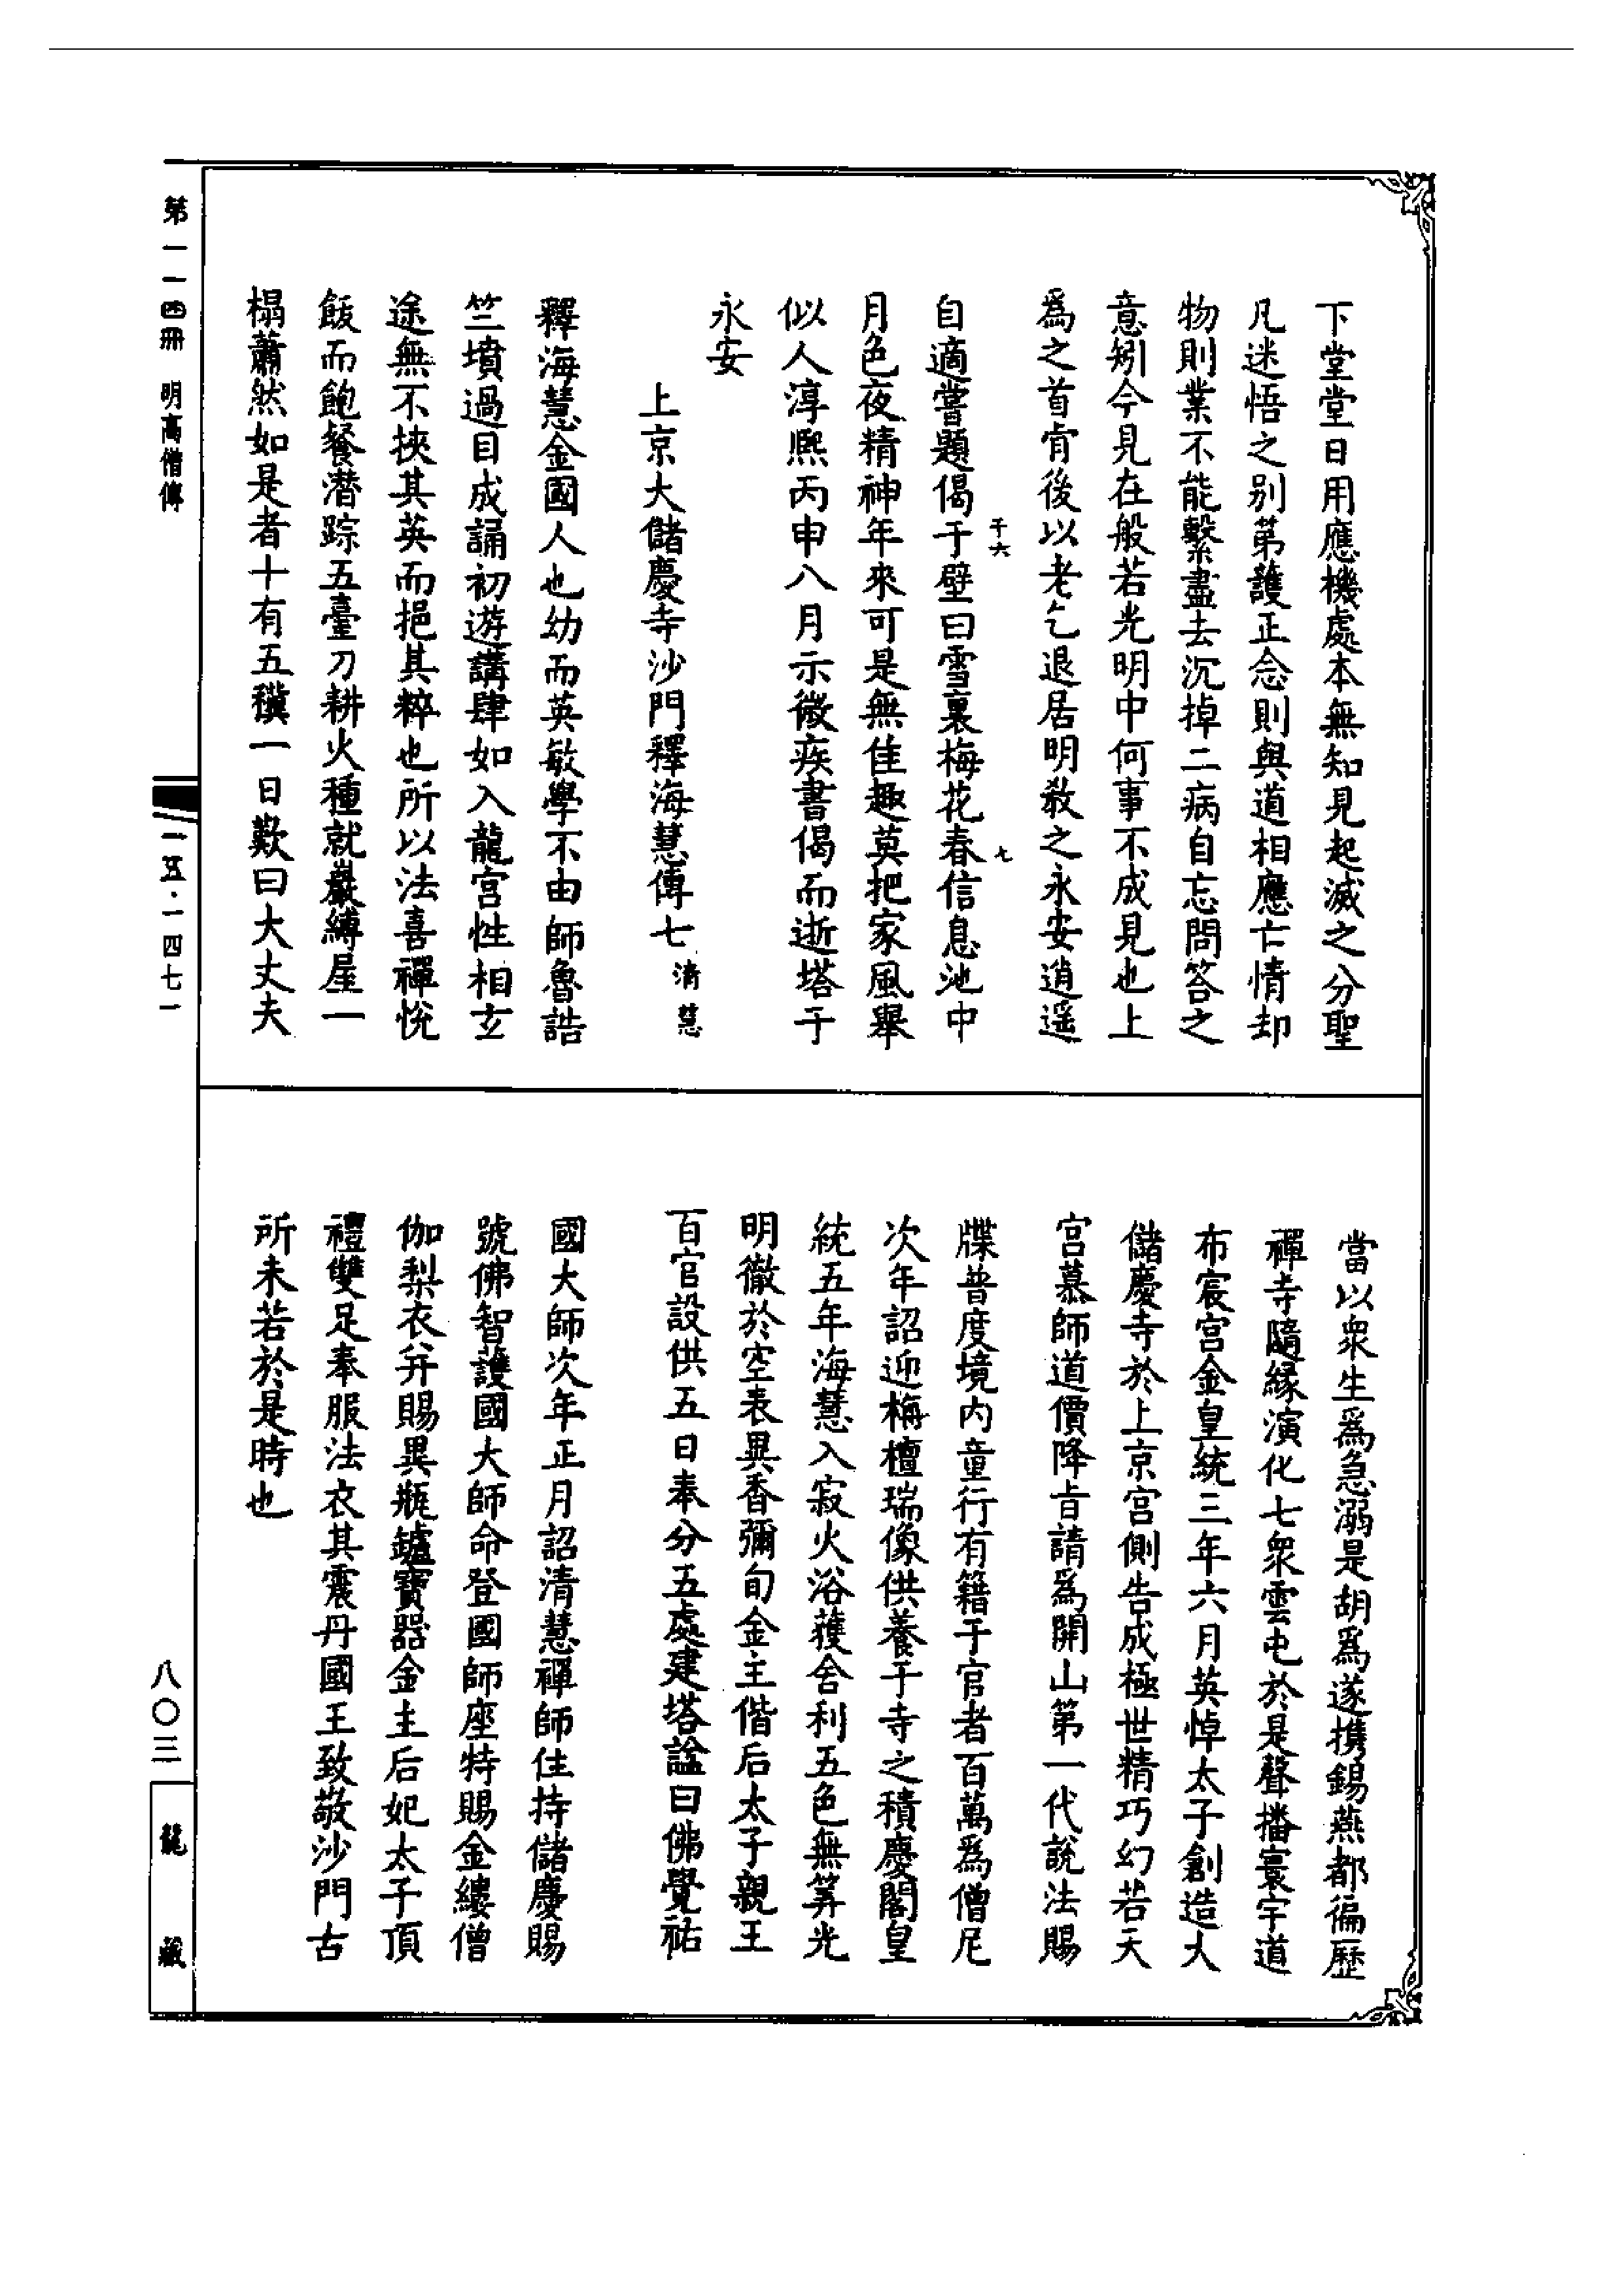 下堂堂日用應機處本無知見起滅之分聖
凡迷悟之别苐護正念則與道相應亡情却
物則業不能繫盡去沉掉二病自忘問答之
意矧今見在般若光明中何事不成見也上
爲之首肯後以老乞退居明教之永安逍遥
千六
七
自適嘗題偈于壁曰雪裏梅花春信息池中
月色夜精神年來可是無佳趣莫把家風舉
似人淳熙丙申八月示微疾書偈而逝塔于
永安
上京大儲慶寺沙門釋海慧傳七 清慧
釋海慧金國人也幼而英敏學不由師魯誥
竺墳過目成誦初遊講肆如入龍宫性相玄
途無不挾其英而挹其粹也所以法喜禪悅
飯而飽餐潜踪五臺刀耕火種就巖縛屋一
榻蕭然如是者十有五穓一日歎曰大丈夫
當以衆生爲急溺是胡爲遂携錫燕都徧歷
禪寺隨緣演化七衆雲屯於是聲播寰宇道
布宸宫金皇統三年六月英悼太子創造大
儲慶寺於上京宫側告成極世精巧幻若天
宫慕師道價降旨請爲開山第一代說法賜
牒普度境内童行有籍于官者百萬爲僧尼
次年詔迎栴檀瑞像供養于寺之積慶閣皇
統五年海慧入寂火浴獲舍利五色無筭光
明徹於空表異香彌旬金主偕后太子親王
百官設供五日奉分五處建塔諡曰佛覺祐
國大師次年正月詔清慧禪師住持儲慶賜
號佛智護國大師命登國師座特賜金縷僧
伽梨衣并賜異瓶鑪寶器金主后妃太子頂
禮雙足奉服法衣其震丹國王致敬沙門古
所未若於是時也
第一一四冊 明高僧傳
一五·一四七一
八〇三
龍藏